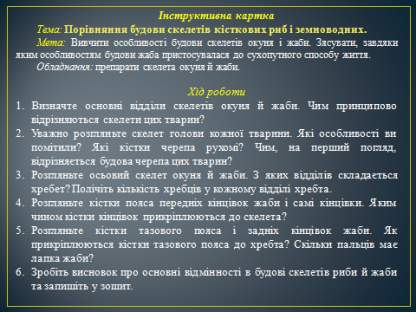 Інструктивна картка
Тема: Порівняння будови скелетів кісткових риб і земноводних.
Мета: Вивчити особливості будови скелетів окуня і жаби. Зясувати, завдяки
яким особливостям будови жаба пристосувалася до сухопутного способу життя.
Обладнання: препарати скелета окуня й жаби.
Хід роботи
1. Визначте основні відділи скелетів окуня й жаби. Чим принципово
відрізняються скелети цих тварин?
2. Уважно розгляньте скелет голови кожної тварини. Які особливості ви
помітили? Які кістки черепа рухомі? Чим, на перший погляд,
відрізняється будова черепа цих тварин?
3. Розгляньте осьовий скелет окуня й жаби. З яких відділів складається
хребет? Полічіть кількість хребців у кожному відділі хребта.
4. Розгляньте кістки пояса передніх кінцівок жаби і самі кінцівки. Яким
чином кістки кінцівок прикріплюються до скелета?
5. Розгляньте кістки тазового пояса і задніх кінцівок жаби. Як
прикріплюються кістки тазового пояса до хребта? Скільки пальців має
лапка жаби?
6. Зробіть висновок про основні відмінності в будові скелетів риби й жаби
та запишіть у зошит.